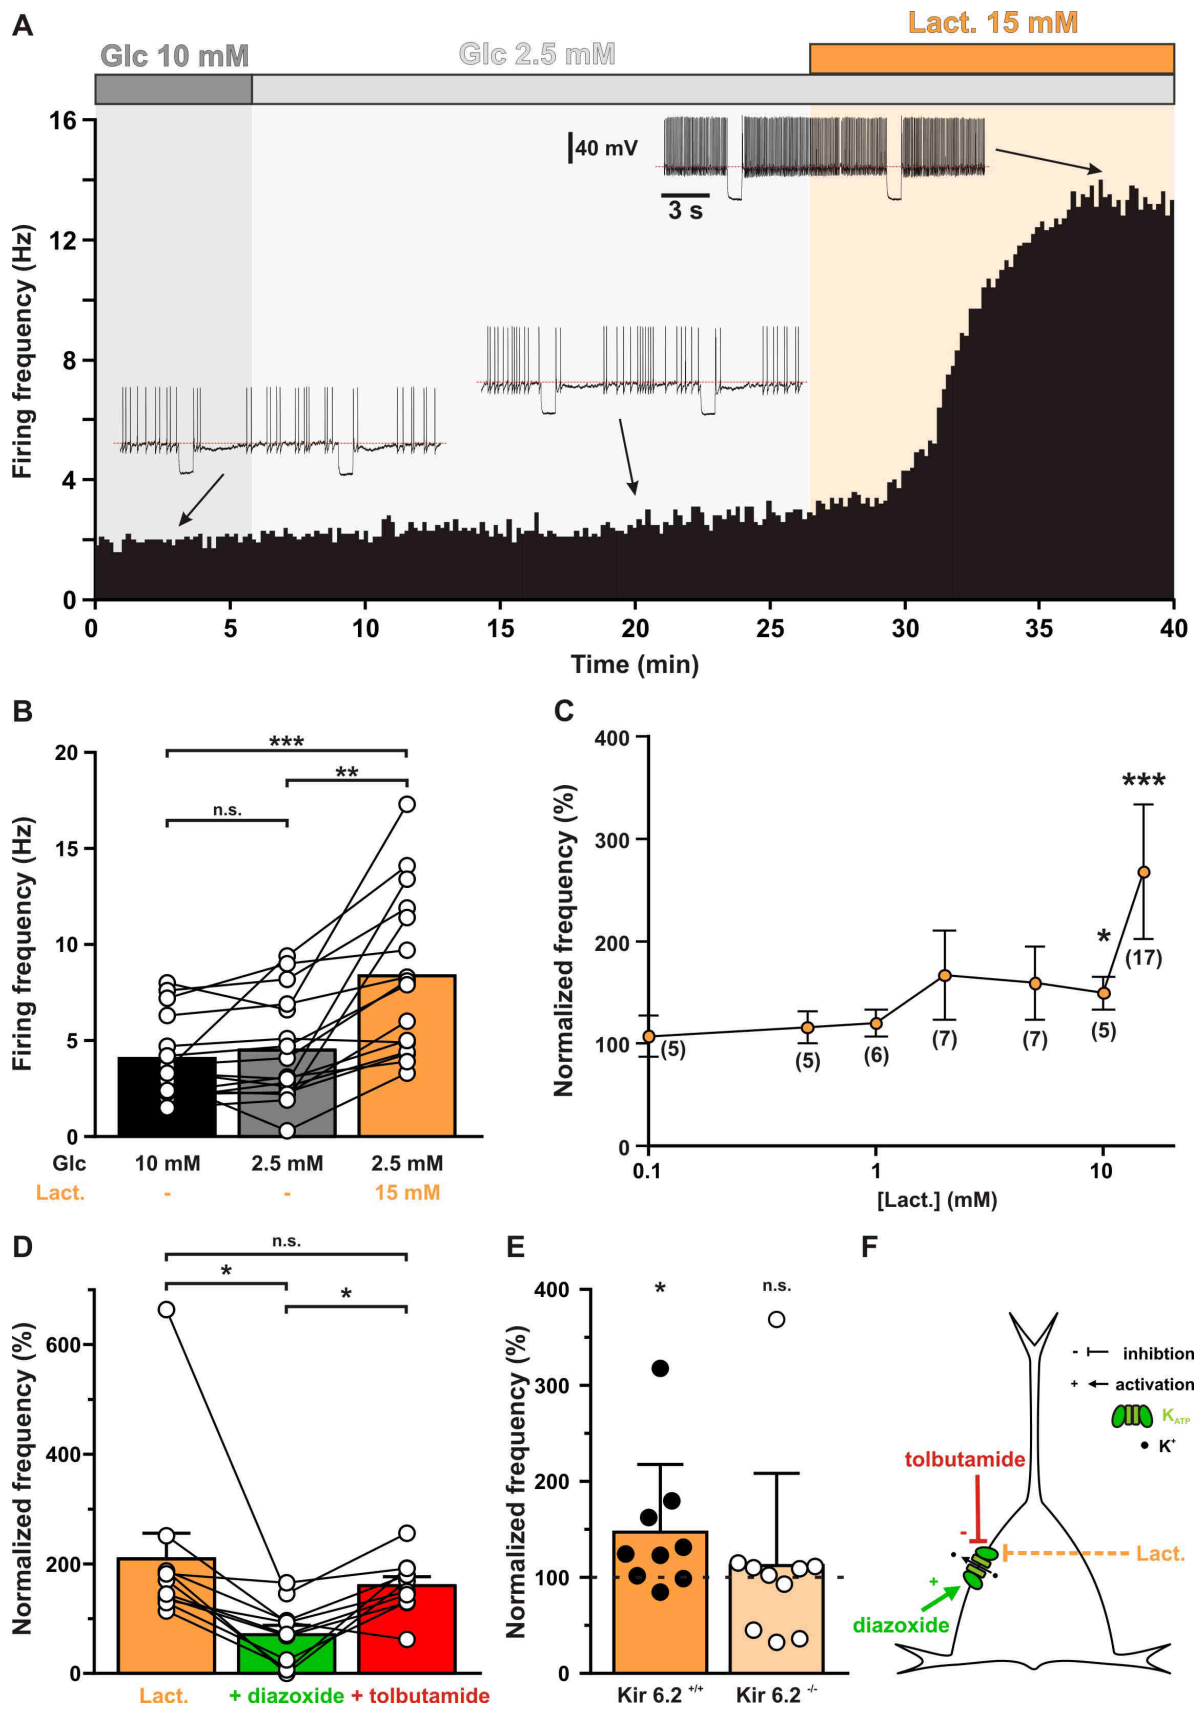 A
Glc 10 mM
Glc 2.5 mM
Lact. 15 mM
Firing frequency (Hz)
16
12
8
4
0
40 mV
3 s
0 5 10 15 20 25 30 35 40
Time (min)
B
Firing frequency (Hz)
20
15
10
5
0
***
**
n.s.
Glc 10 mM 2.5 mM 2.5 mM
Lact. - - 15 mM
C
Normalized frequency (%)
400
300
200
100
0
***
*
(5) (5) (6) (7) (7) (5) (17)
0.1 1 10
[Lact.] (mM)
D
Normalized frequency (%)
600
400
200
0
n.s.
*
*
Lact. + diazoxide + tolbutamide
E
Normalized frequency (%)
400
300
200
100
0
*
n.s.
Kir 6.2 +/+ Kir 6.2 -/-
F
- inhibtion
+ activation
KATP
K+
tolbutamide
-
Lact.
+
diazoxide